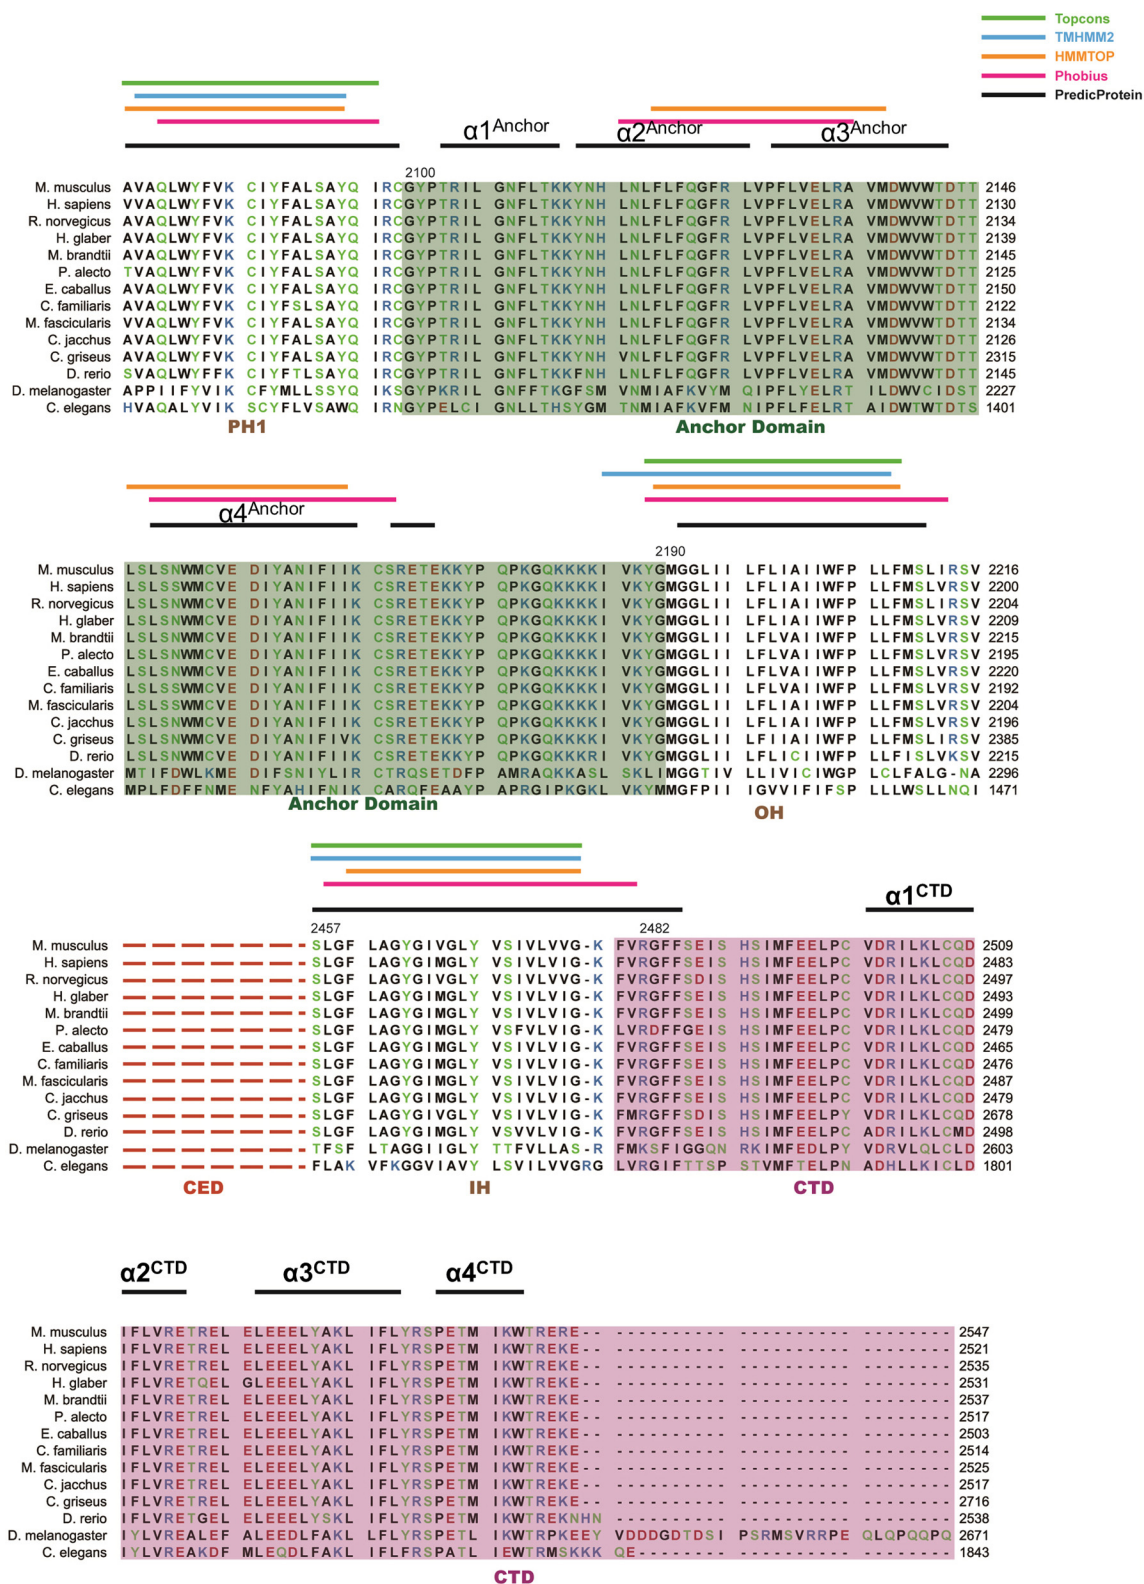 Topcons
TMHMM2
HMMTOP
Phobius
PredicProtein
α1Anchor α2Anchor α3Anchor
2100
M. musculus AVAQLWYFVK CIYFALSAYQ IRCGYPTRIL GNFLTKKYNH LNLFLFQGFR LVPFLVELRA VMDWVWTDTT 2146
H. sapiens VVAQLWYFVK CIYFALSAYQ IRCGYPTRIL GNFLTKKYNH LNLFLFQGFR LVPFLVELRA VMDWVWTDTT 2130
R. norvegicus AVAQLWYFVK CIYFALSAYQ IRCGYPTRIL GNFLTKKYNH LNLFLFQGFR LVPFLVELRA VMDWVWTDTT 2134
H. glaber AVAQLWYFVK CIYFALSAYQ IRCGYPTRIL GNFLTKKYNH LNLFLFQGFR LVPFLVELRA VMDWVWTDTT 2139
M. brandtii AVAQLWYFVK CIYFALSAYQ IRCGYPTRIL GNFLTKKYNH LNLFLFQGFR LVPFLVELRA VMDWVWTDTT 2145
P. alecto TVAQLWYFVK CIYFALSAYQ IRCGYPTRIL GNFLTKKYNH LNLFLFQGFR LVPFLVELRA VMDWVWTDTT 2125
E. caballus AVAQLWYFVK CIYFALSAYQ IRCGYPTRIL GNFLTKKYNH LNLFLFQGFR LVPFLVELRA VMDWVWTDTT 2150
C. familiaris AVAQLWYFVK CIYFSLSAYQ IRCGYPTRIL GNFLTKKYNH LNLFLFQGFR LVPFLVELRA VMDWVWTDTT 2122
M. fascicularis VVAQLWYFVK CIYFALSAYQ IRCGYPTRIL GNFLTKKYNH LNLFLFQGFR LVPFLVELRA VMDWVWTDTT 2134
C. jacchus AVAQLWYFVK CIYFALSAYQ IRCGYPTRIL GNFLTKKYNH LNLFLFQGFR LVPFLVELRA VMDWVWTDTT 2126
C. griseus AVAQLWYFVK CIYFALSAYQ IRCGYPTRIL GNFLTKKYNH VNLFLFQGFR LVPFLVELRA VMDWVWTDTT 2315
D. rerio SVAQLWYFVK CIYFTLSAYQ IRCGYPTRIL GNFLTKKFNH LNLFLFQGFR LVPFLVELRA VMDWVWTDTT 2145
D. melanogaster APPIIFYVIK CFYMLLSSYQ IKSGYPKRIL GNFFTKGFSM VNMIAFKVYM QIPFLYELRT ILDWVCIDST 2227
C. elegans HVAQALYVIK SCYFLVSAWQ IRNGYPELCI GNLLTHSYGM TNMIAFKVFM NIPFLFELRT AIDWTWTDTS 1401
PH1 Anchor Domain
α4Anchor
2190
M. musculus LSLSNWMCVE DIYANIFIIK CSRETEKKYP QPKGQKKKKI VKYGMGGLII LFLIAIIWFP LLFMSLIRSV 2216
H. sapiens LSLSSWMCVE DIYANIFIIK CSRETEKKYP QPKGQKKKKI VKYGMGGLII LFLIAIIWFP LLFMSLVRSV 2200
R. norvegicus LSLSNWMCVE DIYANIFIIK CSRETEKKYP QPKGQKKKKI VKYGMGGLII LFLIAIIWFP LLFMSLIRSV 2204
H. glaber LSLSNWMCVE DIYANIFIIK CSRETEKKYP QPKGQKKKKI VKYGMGGLII LFLIAIIWFP LLFMSLVRSV 2209
M. brandtii LSLSNWMCVE DIYANIFIIK CSRETEKKYP QPKGQKKKKI VKYGMGGLII LFLVAIIWFP LLFMSLVRSV 2215
P. alecto LSLSNWMCVE DIYANIFIIK CSRETEKKYP QPKGQKKKKI VKYGMGGLII LFLVAIIWFP LLFMSLVRSV 2195
E. caballus LSLSNWMCVE DIYANIFIIK CSRETEKKYP QPKGQKKKKI VKYGMGGLII LFLVAIIWFP LLFMSLVRSV 2220
C. familiaris LSLSSWMCVE DIYANIFIIK CSRETEKKYP QPKGQKKKKI VKYGMGGLII LFLVAIIWFP LLFMSLVRSV 2192
M. fascicularis LSLSSWMCVE DIYANIFIIK CSRETEKKYP QPKGQKKKKI VKYGMGGLII LFLIAIIWFP LLFMSLVRSV 2204
C. jacchus LSLSNWMCVE DIYANIFIIK CSRETEKKYP QPKGQKKKKI VKYGMGGLII LFLIAIIWFP LLFMSLVRSV 2196
C. griseus LSLSNWMCVE DIYANIFIVK CSRETEKKYP QPKGQKKKKI VKYGMGGLII LFLIAIIWFP LLFMSLIRSV 2385
D. rerio LSLSNWMCVE DIYANIFIIK CSRETEKKYP QPKGQKKKRI VKYGMGGLII LFLICIIWFP LLFISLVKSV 2215
D. melanogaster MTIFDWLKME DIFSNIYLIR CTRQSETDFP AMRAQKKASL SKLIMGGTIV LLIVICIWGP LCLFALG-NA 2296
C. elegans MPLFDFFNME NFYAHIFNIK CARQFEAAYP APRGIPKGKL VKYMMGFPII IGVVIFIFSP LLLWSLLNQI 1471
Anchor Domain OH
α1CTD
2457 2482
M. musculus SLGF LAGYGIVGLY VSIVLVVG-K FVRGFFSEIS HSIMFEELPC VDRILKLCQD 2509
H. sapiens SLGF LAGYGIMGLY VSIVLVIG-K FVRGFFSEIS HSIMFEELPC VDRILKLCQD 2483
R. norvegicus SLGF LAGYGIMGLY VSIVLVVG-K FVRGFFSDIS HSIMFEELPC VDRILKLCQD 2497
H. glaber SLGF LAGYGIMGLY VSIVLVIG-K FVRGFFSEIS HSIMFEELPC VDRILKLCQD 2493
M. brandtii SLGF LAGYGIMGLY VSIVLVIG-K FVRGFFSEIS HSIMFEELPC VDRILKLCQD 2499
P. alecto SLGF LAGYGIMGLY VSFVLVIG-K LVRDFFGEIS HSIMFEELPC VDRILKLCQD 2479
E. caballus SLGF LAGYGIMGLY VSIVLVIG-K FVRGFFSEIS HSIMFEELPC VDRILKLCQD 2465
C. familiaris SLGF LAGYGIMGLY VSIVLVIG-K FVRGFFSEIS HSIMFEELPC VDRILKLCQD 2476
M. fascicularis SLGF LAGYGIMGLY VSIVLVIG-K FVRGFFSEIS HSIMFEELPC VDRILKLCQD 2487
C. jacchus SLGF LAGYGIMGLY VSIVLVIG-K FVRGFFSEIS HSIMFEELPC VDRILKLCQD 2479
C. griseus SLGF LAGYGIVGLY VSIVLVIG-K FMRGFFSDIS HSIMFEELPY VDRILKLCQD 2678
D. rerio SLGF LAGYGIMGLY VSVVLVIG-K FVRGFFSEIS HSIMFEELPC ADRILKLCMD 2498
D. melanogaster TFSF LTAGGIIGLY TTFVLLAS-R FMKSFIGGQN RKIMFEDLPY VDRVLQLCLD 2603
C. elegans FLAK VFKGGVIAVY LSVILVVGRG LVRGIFTTSP STVMFTELPN ADHLLKICLD 1801
CED IH CTD
α2CTD α3CTD α4CTD
M. musculus IFLVRETREL ELEEELYAKL IFLYRSPETM IKWTRERE-- ---------- ---------- -------- 2547
H. sapiens IFLVRETREL ELEEELYAKL IFLYRSPETM IKWTREKE-- ---------- ---------- -------- 2521
R. norvegicus IFLVRETREL ELEEELYAKL IFLYRSPETM IKWTREKE-- ---------- ---------- -------- 2535
H. glaber IFLVRETQEL GLEEELYAKL IFLYRSPETM IKWTREKE-- ---------- ---------- -------- 2531
M. brandtii IFLVRETREL ELEEELYAKL IFLYRSPETM IKWTREKE-- ---------- ---------- -------- 2537
P. alecto IFLVRETREL ELEEELYAKL IFLYRSPETM IKWTREKE-- ---------- ---------- -------- 2517
E. caballus IFLVRETREL ELEEELYAKL IFLYRSPETM IKWTREKE-- ---------- ---------- -------- 2503
C. familiaris IFLVRETREL ELEEELYAKL IFLYRSPETM IKWTREKE-- ---------- ---------- -------- 2514
M. fascicularis IFLVRETREL ELEEELYAKL IFLYRSPETM IKWTREKE-- ---------- ---------- -------- 2525
C. jacchus IFLVRETREL ELEEELYAKL IFLYRSPETM IKWTREKE-- ---------- ---------- -------- 2517
C. griseus IFLVRETREL ELEEELYAKL IFLYRSPETM IKWTREKE-- ---------- ---------- -------- 2716
D. rerio IFLVRETGEL ELEEELYSKL IFLYRSPETM IKWTREKNHN ---------- ---------- -------- 2538
D. melanogaster IYLVREALEF ALEEDLFAKL LFLYRSPETL IKWTRPKEEY VDDDGDTDSI PSRMSVRRPE QLQPQQPQ 2671
C. elegans IYLVREAKDF MLEQDLFAKL IFLFRSPATL IEWTRMSKKK QE-------- ---------- -------- 1843
CTD